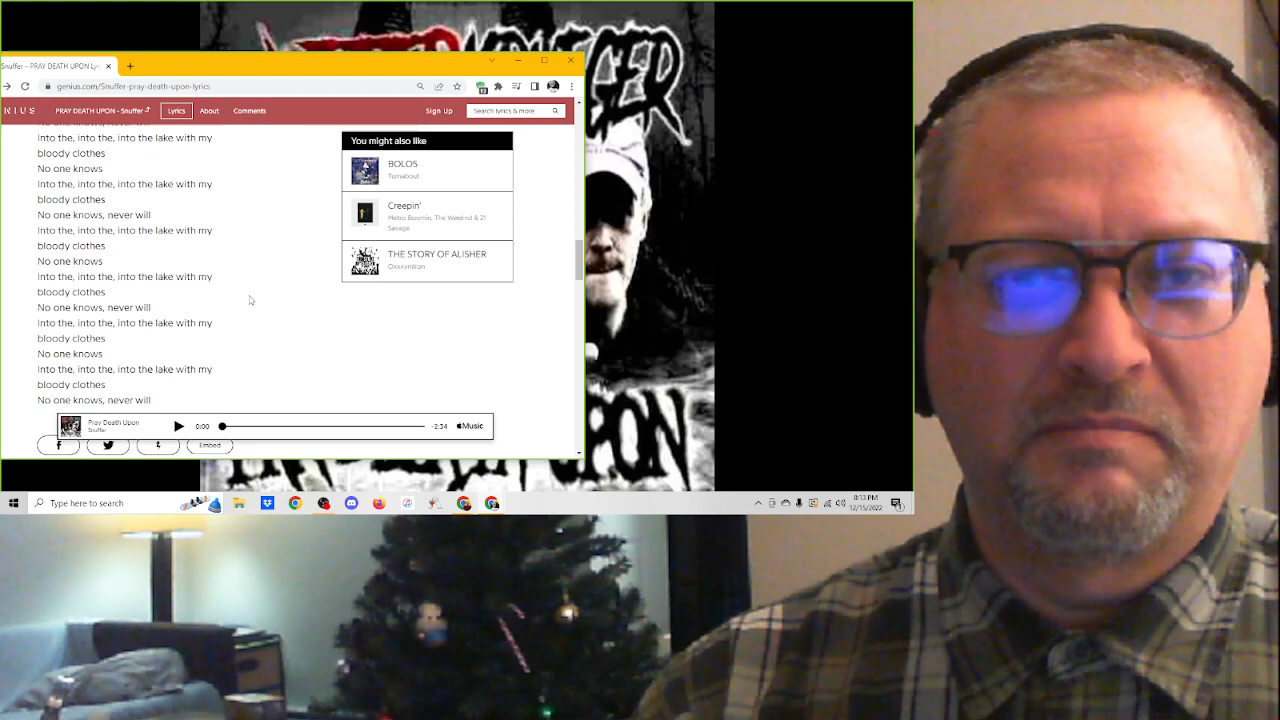 Snuffer – PRAY DEATH UPON Lyr
genius.com/Snuffer-pray-death-upon-lyrics
PRAY DEATH UPON - Snuffer
Lyrics
About
Comments
Sign Up
Search lyrics & more
Into the, into the, into the lake with my
bloody clothes
No one knows
Into the, into the, into the lake with my
bloody clothes
No one knows, never will
Into the, into the, into the lake with my
bloody clothes
No one knows
Into the, into the, into the lake with my
bloody clothes
No one knows, never will
Into the, into the, into the lake with my
bloody clothes
No one knows
Into the, into the, into the lake with my
bloody clothes
No one knows, never will
You might also like
BOLOS
Turnabout
Creepin'
Metro Boomin, The Weeknd & 21
Savage
THE STORY OF ALISHER
Oxxxymiron
Pray Death Upon
Snuffer
0:00
-2:34
Music
Embed
UPON
Type here to search
8:13 PM
12/15/2022